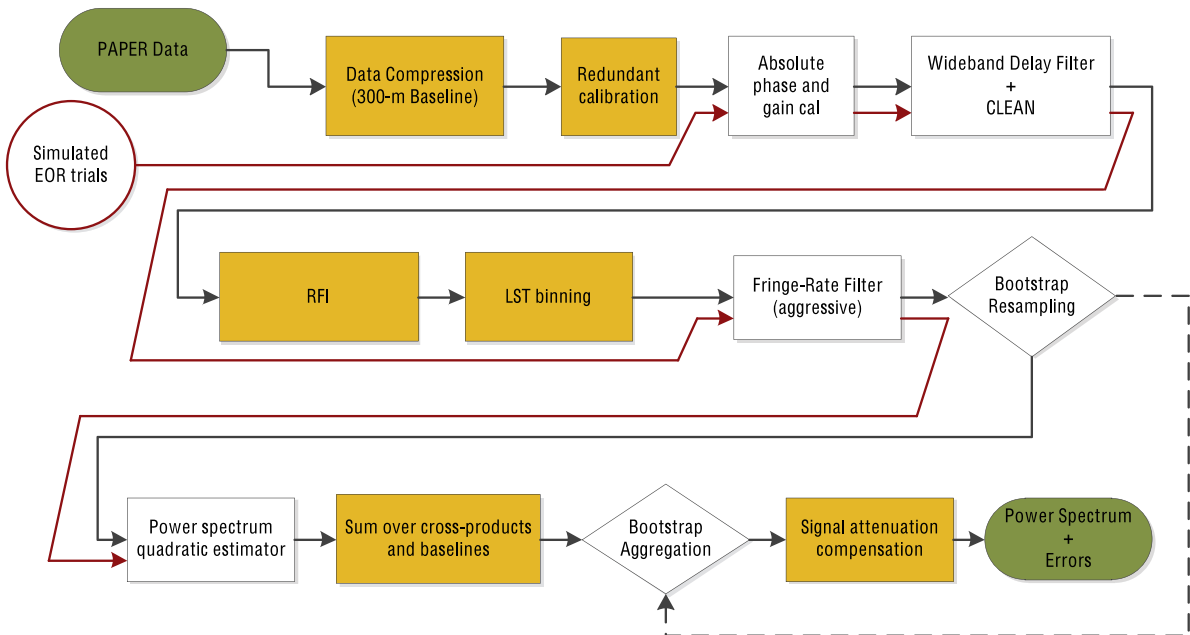 PAPER Data
Data Compression
(300-m Baseline)
Redundant
calibration
Absolute
phase and
gain cal
Wideband Delay Filter
+
CLEAN
Simulated
EOR trials
RFI
LST binning
Fringe-Rate Filter
(aggressive)
Bootstrap
Resampling
Power spectrum
quadratic estimator
Sum over cross-products
and baselines
Bootstrap
Aggregation
Signal attenuation
compensation
Power Spectrum
+
Errors